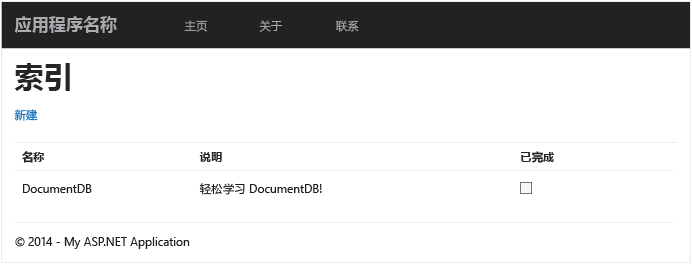 应用程序名称 主页 关于 联系
索引
新建
名称 说明 已完成
DocumentDB 轻松学习 DocumentDB!
© 2014 - My ASP.NET Application